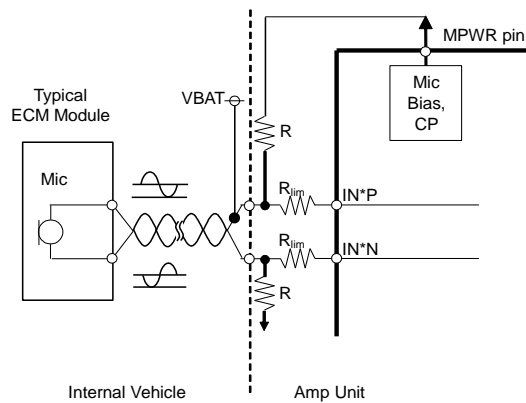 MPWR pin
Typical
ECM Module
VBAT
Mic
Bias,
CP
R
Mic
Rlim
IN*P
Rlim
IN*N
R
Internal Vehicle
Amp Unit